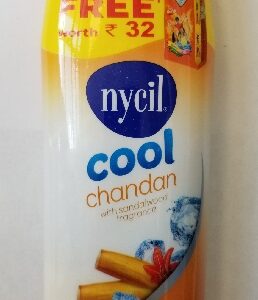 FREE
worth ₹ 32
nycil
cool
chandan
with sandalwood
fragrance